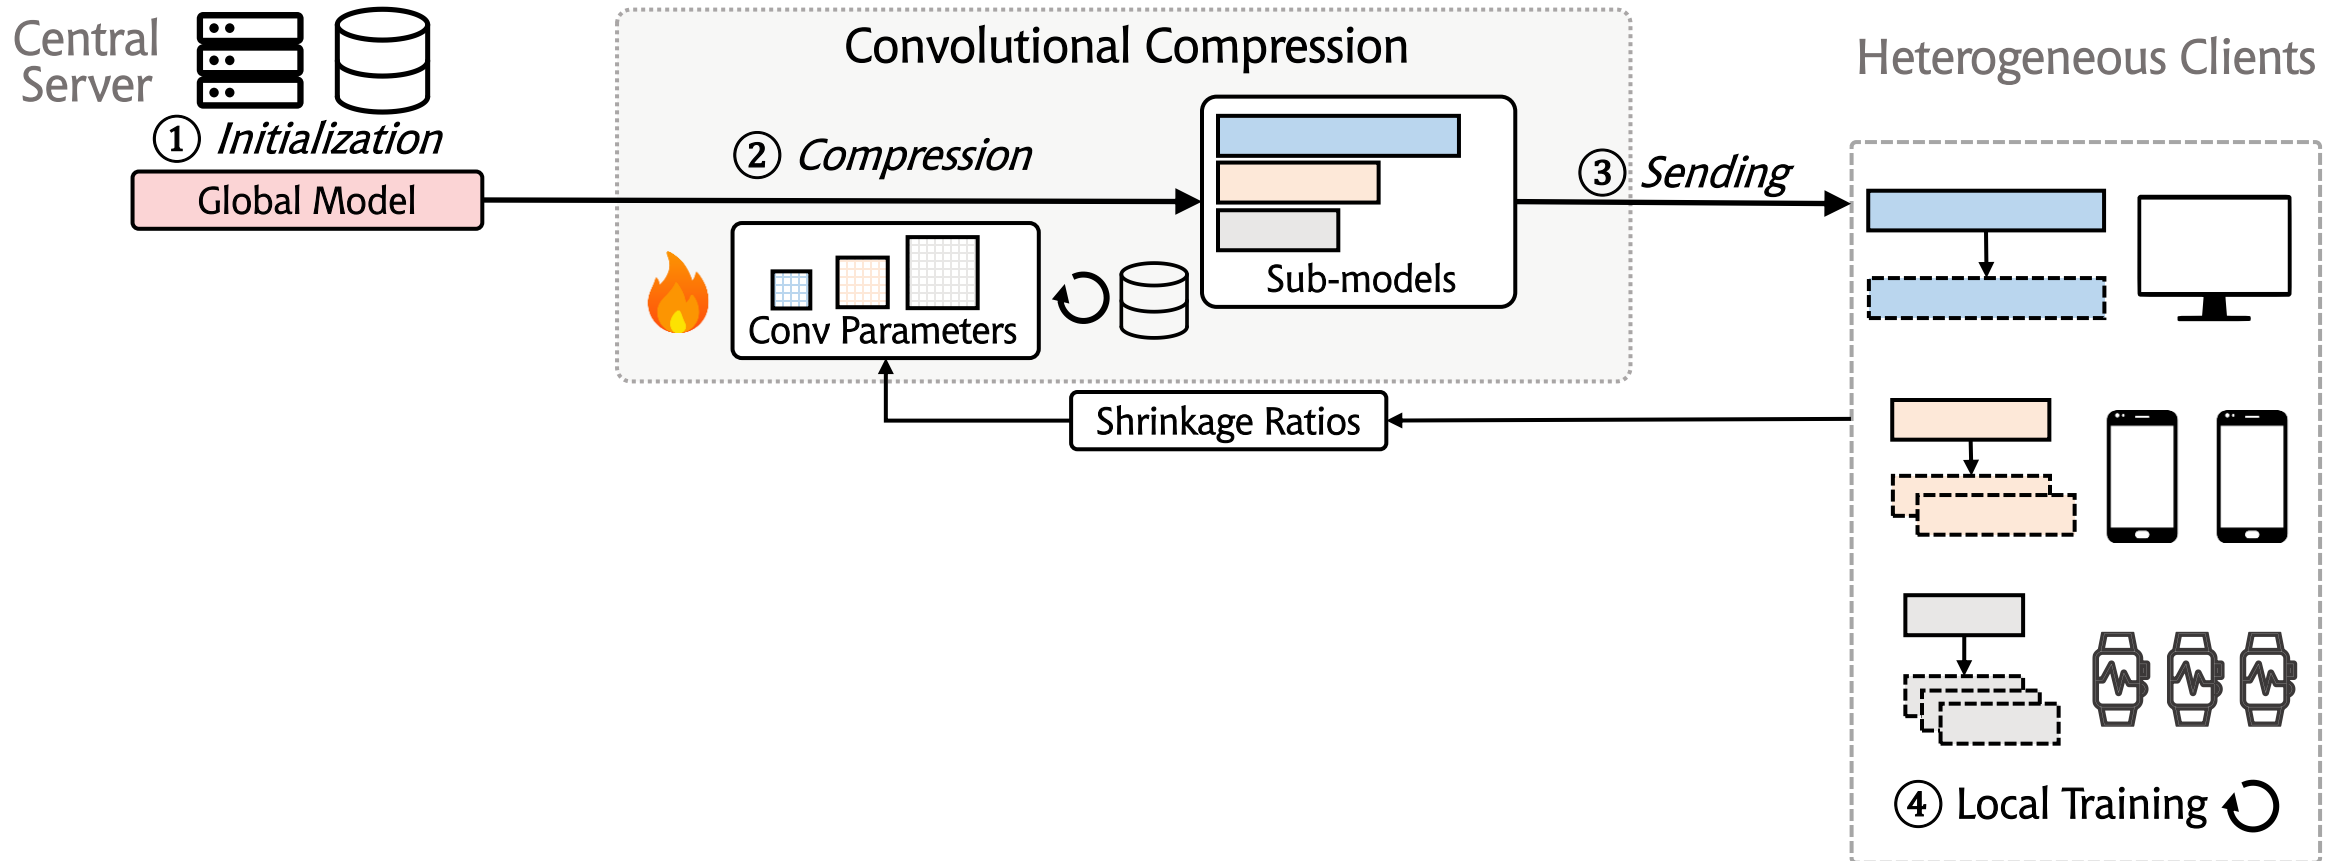 Central
Server
① Initialization
Global Model
Convolutional Compression
② Compression
Sub-models
Conv Parameters
③ Sending
Shrinkage Ratios
Heterogeneous Clients
④ Local Training